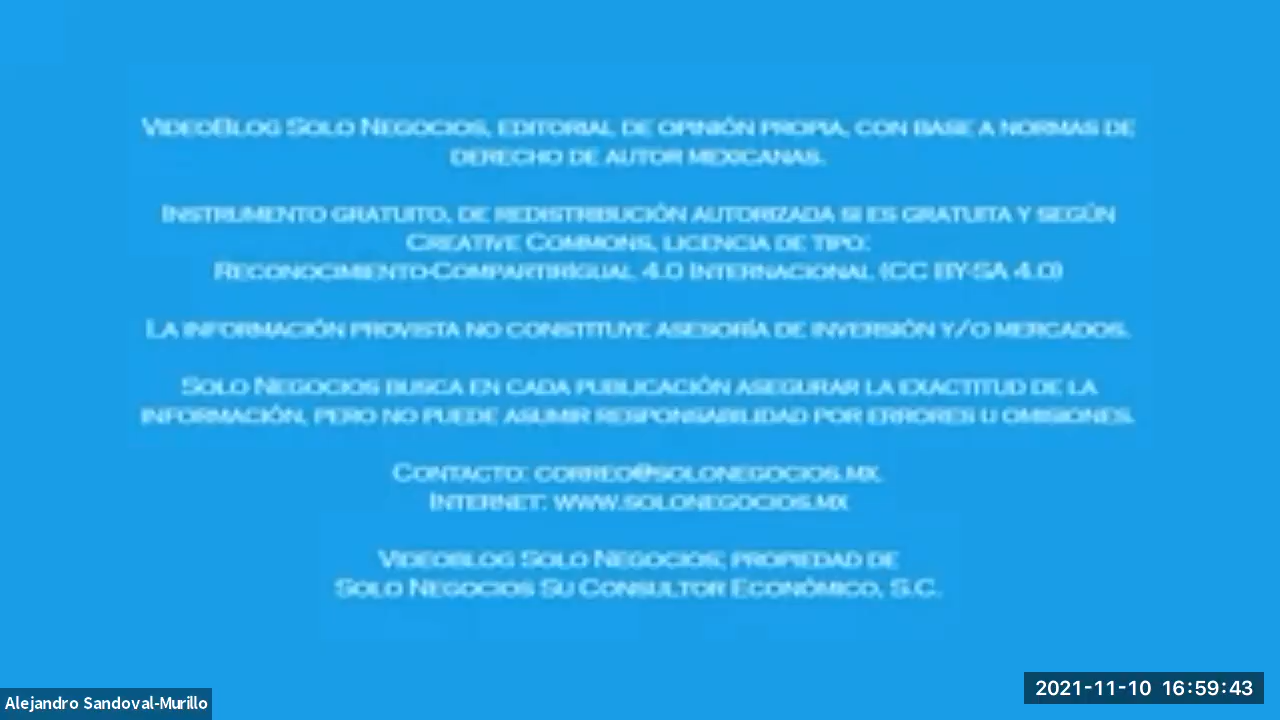 VideoBlog Solo Negocios, editorial de opinión propia, con base a normas de
derecho de autor mexicanas.
Instrumento gratuito, de redistribución autorizada si es gratuita y según
Creative Commons, licencia de tipo:
Reconocimiento-CompartirIgual 4.0 Internacional (CC BY-SA 4.0)
La información provista no constituye asesoría de inversión y/o mercados.
Solo Negocios busca en cada publicación asegurar la exactitud de la
información, pero no puede asumir responsabilidad por errores u omisiones.
Contacto: correo@solonegocios.mx
Internet: www.solonegocios.mx
Videoblog Solo Negocios; propiedad de
Solo Negocios Su Consultor Económico, S.C.
Alejandro Sandoval-Murillo
2021-11-10 16:59:43